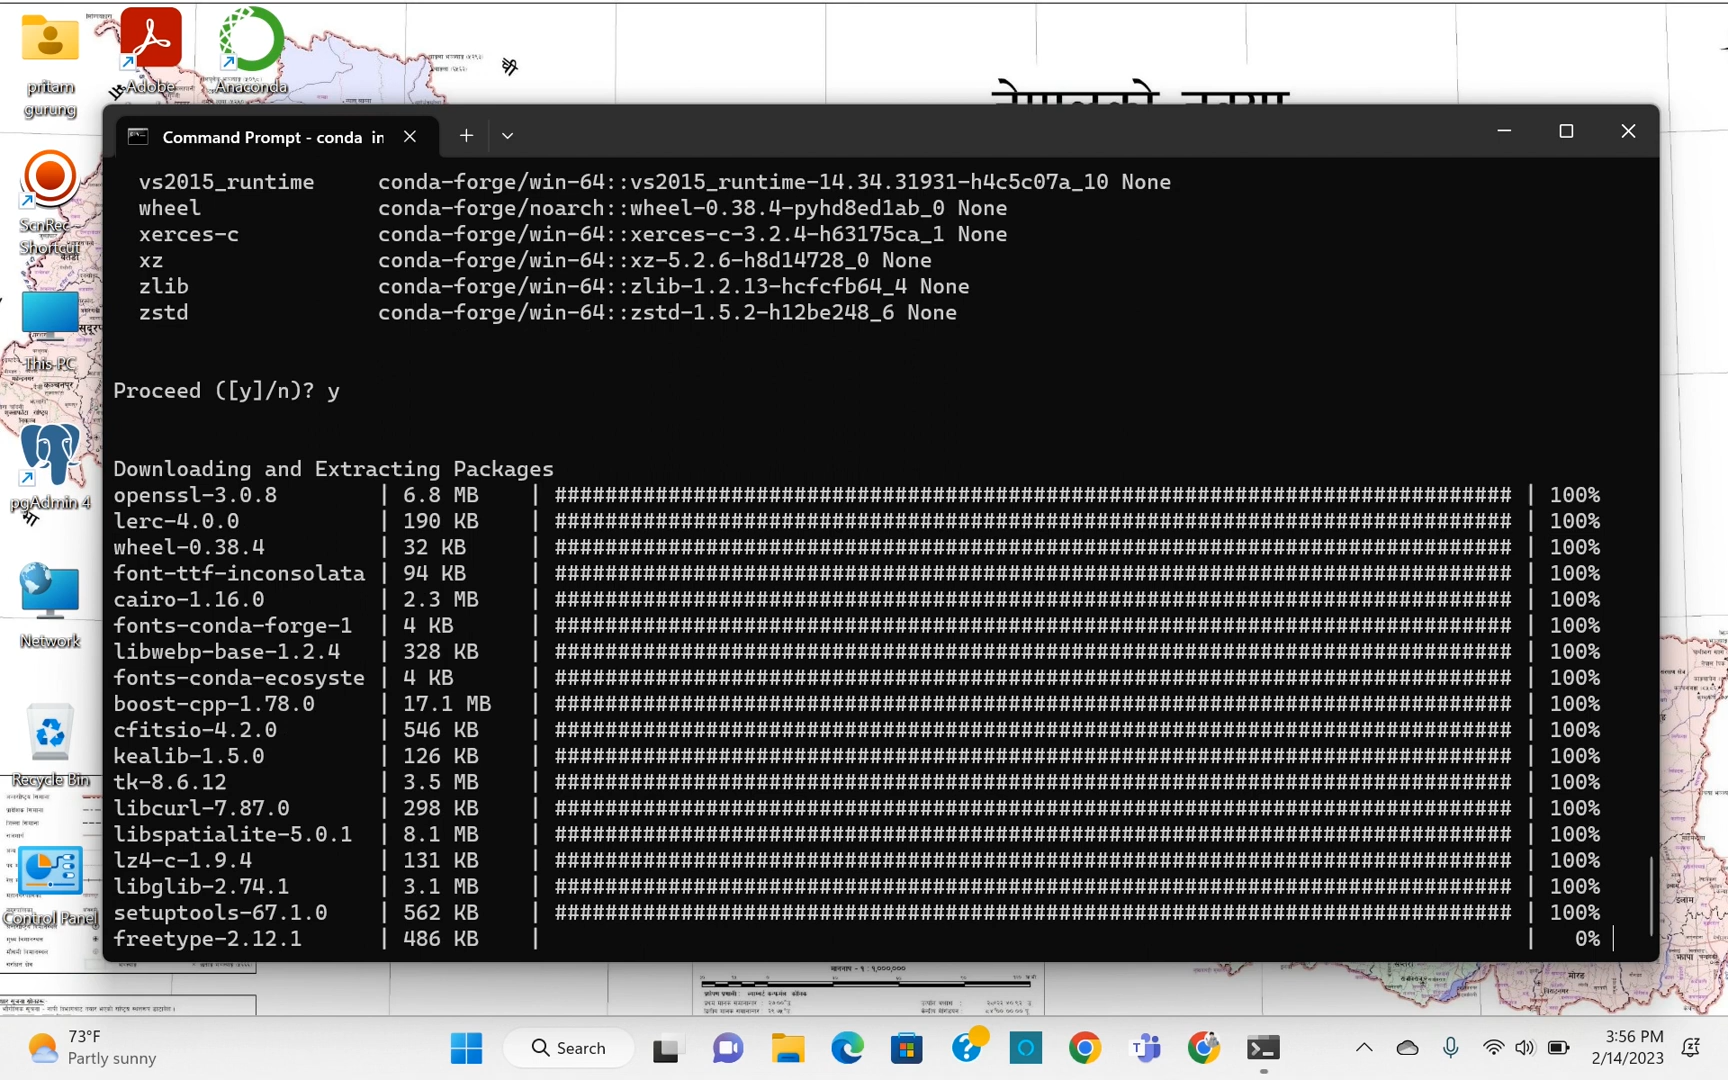 pritam
gurung
Adobe
Anaconda
ScnRec -
Shortcut
This PC
pgAdmin 4
Network
Recycle Bin
Control Panel
Command Prompt - conda in
vs2015_runtime conda-forge/win-64::vs2015_runtime-14.34.31931-h4c5c07a_10 None
wheel conda-forge/noarch::wheel-0.38.4-pyhd8ed1ab_0 None
xerces-c conda-forge/win-64::xerces-c-3.2.4-h63175ca_1 None
xz conda-forge/win-64::xz-5.2.6-h8d14728_0 None
zlib conda-forge/win-64::zlib-1.2.13-hcfcfb64_4 None
zstd conda-forge/win-64::zstd-1.5.2-h12be248_6 None
Proceed ([y]/n)? y
Downloading and Extracting Packages
openssl-3.0.8 | 6.8 MB | ############################################################################ | 100%
lerc-4.0.0 | 190 KB | ############################################################################ | 100%
wheel-0.38.4 | 32 KB | ############################################################################ | 100%
font-ttf-inconsolata | 94 KB | ############################################################################ | 100%
cairo-1.16.0 | 2.3 MB | ############################################################################ | 100%
fonts-conda-forge-1 | 4 KB | ############################################################################ | 100%
libwebp-base-1.2.4 | 328 KB | ############################################################################ | 100%
fonts-conda-ecosyste | 4 KB | ############################################################################ | 100%
boost-cpp-1.78.0 | 17.1 MB | ############################################################################ | 100%
cfitsio-4.2.0 | 546 KB | ############################################################################ | 100%
kealib-1.5.0 | 126 KB | ############################################################################ | 100%
tk-8.6.12 | 3.5 MB | ############################################################################ | 100%
libcurl-7.87.0 | 298 KB | ############################################################################ | 100%
libspatialite-5.0.1 | 8.1 MB | ############################################################################ | 100%
lz4-c-1.9.4 | 131 KB | ############################################################################ | 100%
libglib-2.74.1 | 3.1 MB | ############################################################################ | 100%
setuptools-67.1.0 | 562 KB | ############################################################################ | 100%
freetype-2.12.1 | 486 KB | | 0%
73°F
Partly sunny
Search
3:56 PM
2/14/2023